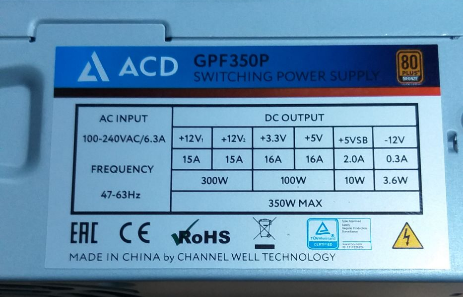 ACD
GPF350P
SWITCHING POWER SUPPLY
80
PLUS
BRONZE
AC INPUT
DC OUTPUT
100-240VAC/6.3A
+12V1 +12V2 +3.3V +5V +5VSB -12V
15A 15A 16A 16A 2.0A 0.3A
FREQUENCY
300W 100W 10W 3.6W
47-63Hz
350W MAX
EAC CE RoHS
MADE IN CHINA by CHANNEL WELL TECHNOLOGY